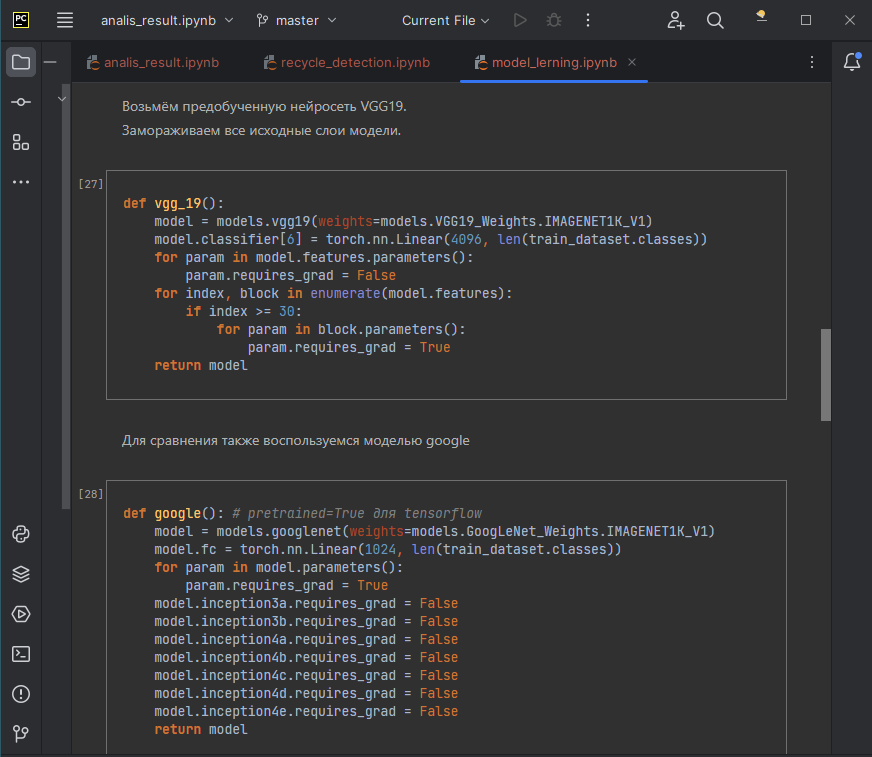 PC analis_result.ipynb master Current File
analis_result.ipynb recycle_detection.ipynb model_lerning.ipynb
Возьмём предобученную нейросеть VGG19.
Замораживаем все исходные слои модели.
[27]
def vgg_19():
    model = models.vgg19(weights=models.VGG19_Weights.IMAGENET1K_V1)
    model.classifier[6] = torch.nn.Linear(4096, len(train_dataset.classes))
    for param in model.features.parameters():
        param.requires_grad = False
    for index, block in enumerate(model.features):
        if index >= 30:
            for param in block.parameters():
                param.requires_grad = True
    return model
Для сравнения также воспользуемся моделью google
[28]
def google(): # pretrained=True для tensorflow
    model = models.googlenet(weights=models.GoogLeNet_Weights.IMAGENET1K_V1)
    model.fc = torch.nn.Linear(1024, len(train_dataset.classes))
    for param in model.parameters():
        param.requires_grad = True
    model.inception3a.requires_grad = False
    model.inception3b.requires_grad = False
    model.inception4a.requires_grad = False
    model.inception4b.requires_grad = False
    model.inception4c.requires_grad = False
    model.inception4d.requires_grad = False
    model.inception4e.requires_grad = False
    return model